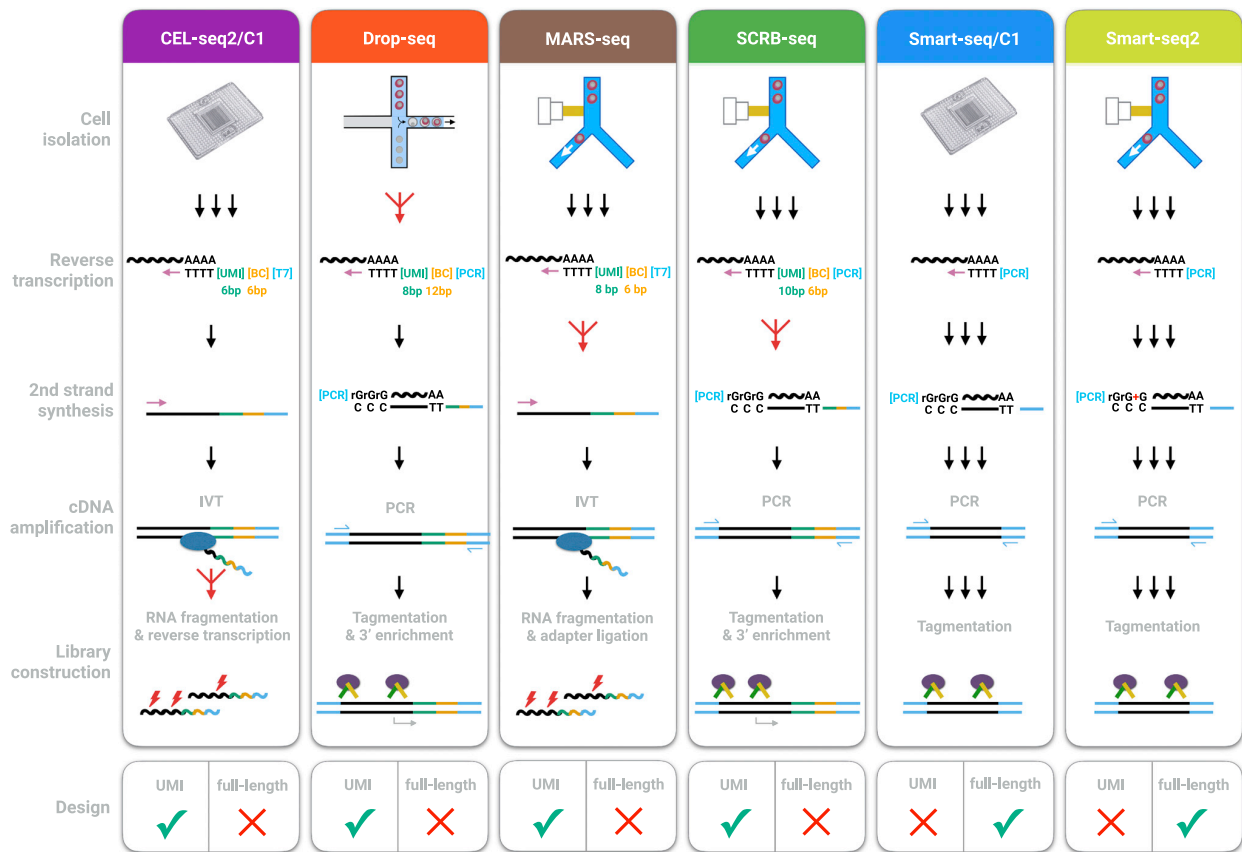 CEL-seq2/C1 Drop-seq MARS-seq SCRB-seq Smart-seq/C1 Smart-seq2
Cell
isolation
Reverse
transcription
AAAA AAAA AAAA AAAA AAAA AAAA
TTTT [UMI] [BC] [T7] TTTT [UMI] [BC] [PCR] TTTT [UMI] [BC] [T7] TTTT [UMI] [BC] [PCR] TTTT [PCR] TTTT [PCR]
6bp 6bp 8bp 12bp 8 bp 6 bp 10bp 6bp
2nd strand
synthesis
[PCR] rGrGrG AA [PCR] rGrGrG AA [PCR] rGrGrG AA [PCR] rGrG+G AA
C C C TT C C C TT C C C TT C C C TT
cDNA
amplification
IVT PCR IVT PCR PCR PCR
Library
construction
RNA fragmentation
& reverse transcription
Tagmentation
& 3’ enrichment
RNA fragmentation
& adapter ligation
Tagmentation
& 3’ enrichment
Tagmentation
Tagmentation
Design
UMI full-length UMI full-length UMI full-length UMI full-length UMI full-length UMI full-length